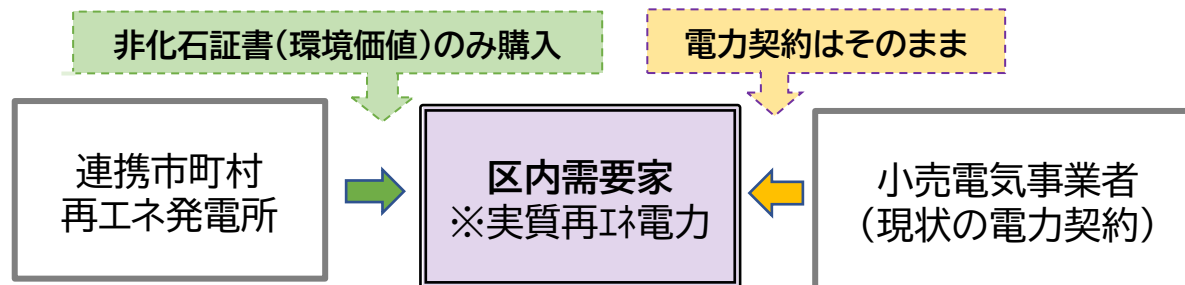 非化石証書(環境価値)のみ購入
電力契約はそのまま
連携市町村
再エネ発電所
区内需要家
※実質再ｴﾈ電力
小売電気事業者
(現状の電力契約)